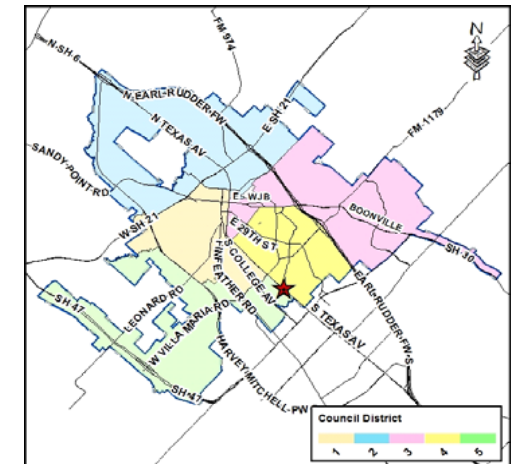 N
FM 974
N-SH-6
N-EARL-RUDDER-FW
E SH 21
N TEXAS AV
FM-1179
SANDY-POINT-RD
E WJB
BOONVILLE
W-SH 21
E 29TH ST
SH-30
S COLLEGE AV
FINFEATHER RD
EARL-RUDDER-FW-S
LEONARD RD
S TEXAS AV
SH-47
W VILLA MARIA RD
HARVEY-MITCHELL-PW
SH-47
Council District
1 2 3 4 5